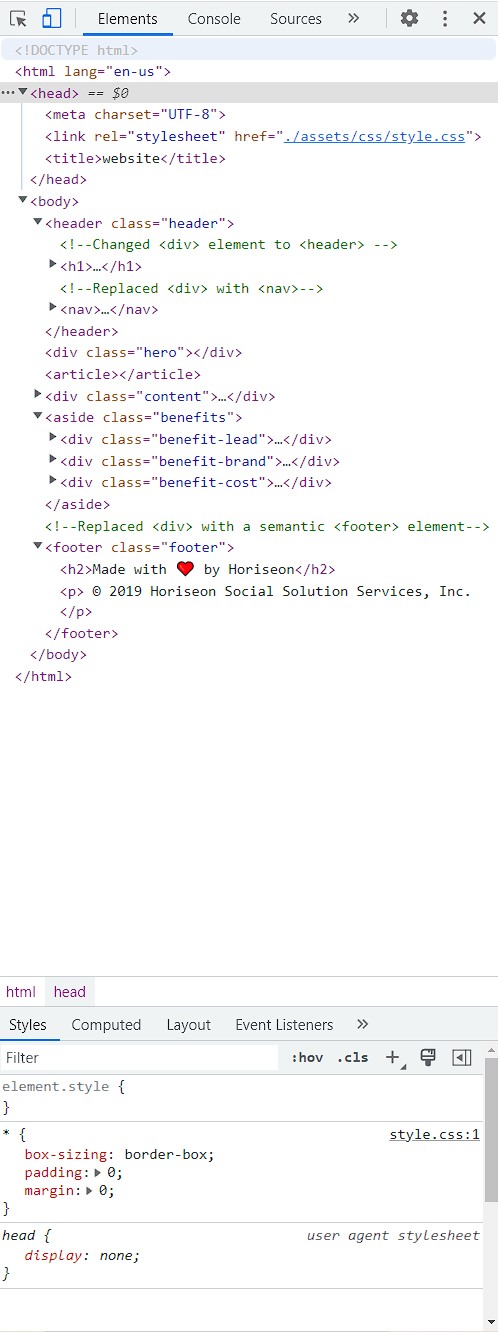 Elements Console Sources »
<!DOCTYPE html>
<html lang="en-us">
<head> == $0
<meta charset="UTF-8">
<link rel="stylesheet" href="./assets/css/style.css">
<title>website</title>
</head>
<body>
<header class="header">
<!--Changed <div> element to <header> -->
<h1>…</h1>
<!--Replaced <div> with <nav>-->
<nav>…</nav>
</header>
<div class="hero"></div>
<article></article>
<div class="content">…</div>
<aside class="benefits">
<div class="benefit-lead">…</div>
<div class="benefit-brand">…</div>
<div class="benefit-cost">…</div>
</aside>
<!--Replaced <div> with a semantic <footer> element-->
<footer class="footer">
<h2>Made with ❤️ by Horiseon</h2>
<p> © 2019 Horiseon Social Solution Services, Inc.
</p>
</footer>
</body>
</html>
html head
Styles Computed Layout Event Listeners »
Filter :hov .cls +
element.style {
}
* { style.css:1
box-sizing: border-box;
padding: 0;
margin: 0;
}
head { user agent stylesheet
display: none;
}